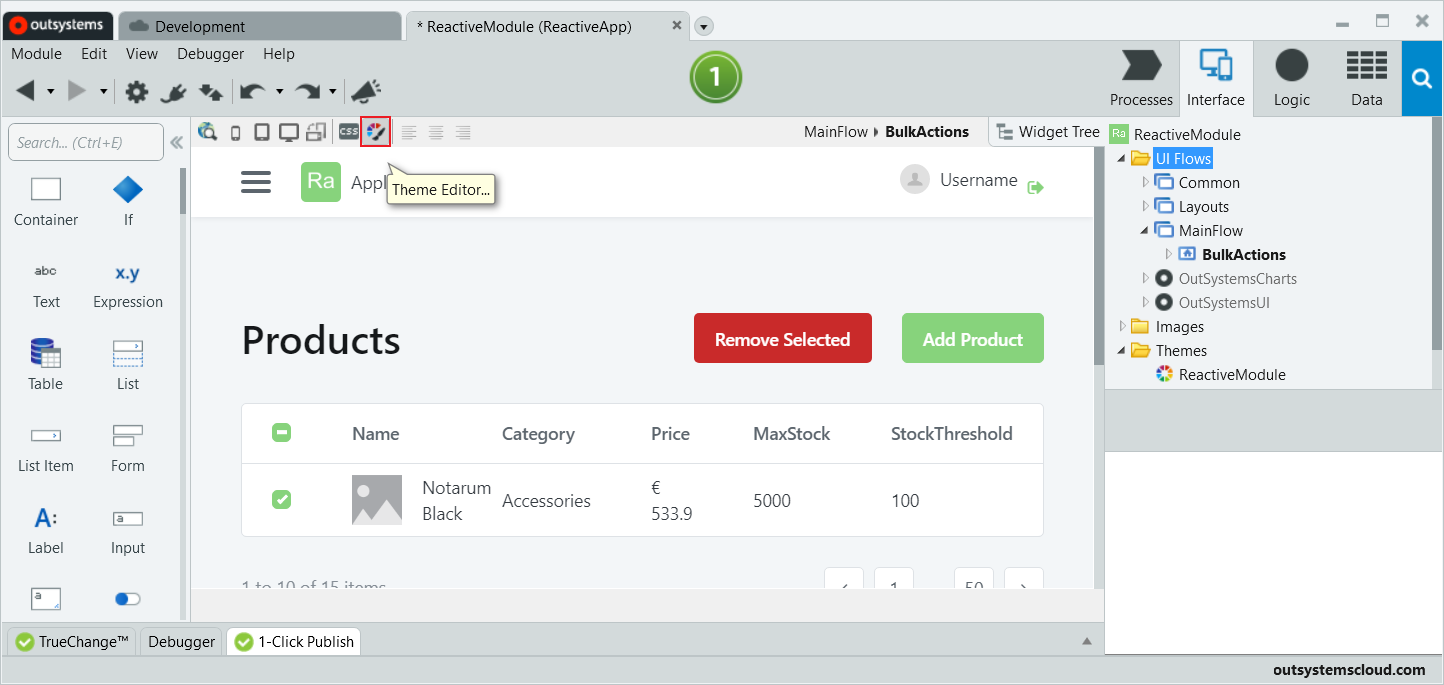 outsystems
Development
* ReactiveModule (ReactiveApp)
Module Edit View Debugger Help
1
Processes Interface Logic Data
Search... (Ctrl+E)
CSS
MainFlow BulkActions
Widget Tree
Container If
abc x.y
Text Expression
Table List
List Item Form
A: a
Label Input
a
Ra Appl
Theme Editor...
Username
Products
Remove Selected Add Product
Name Category Price MaxStock StockThreshold
Notarum Black Accessories € 533.9 5000 100
1 to 10 of 15 items
1 50
Ra ReactiveModule
UI Flows
Common
Layouts
MainFlow
BulkActions
OutSystemsCharts
OutSystemsUI
Images
Themes
ReactiveModule
TrueChange™ Debugger 1-Click Publish
outsystemscloud.com